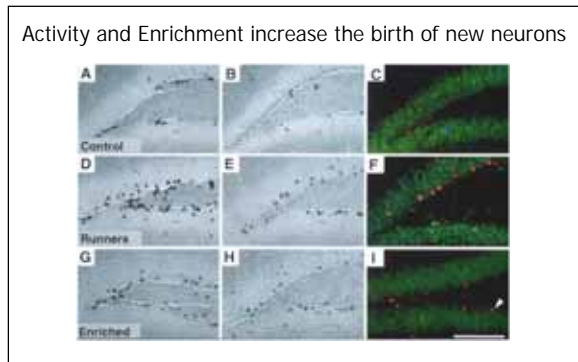 Activity and Enrichment increase the birth of new neurons
A B C
Control
D E F
Runners
G H I
Enriched